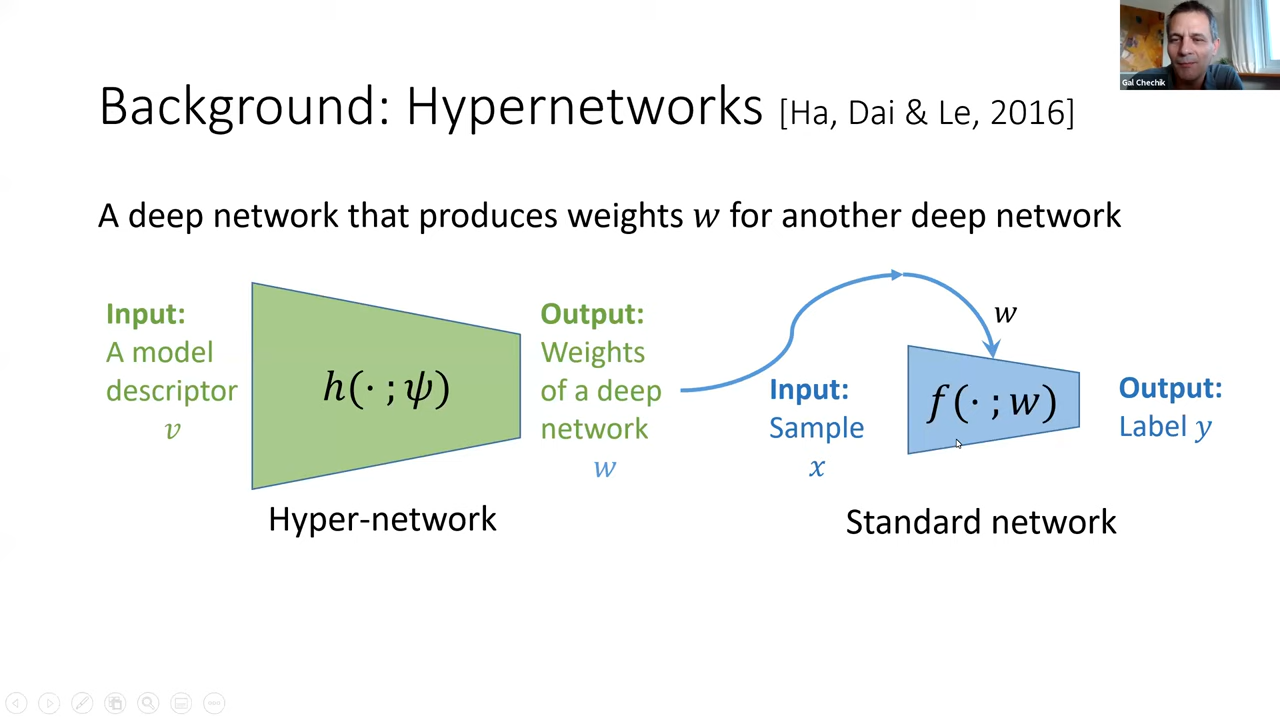 Gal Chechik
Background: Hypernetworks [Ha, Dai & Le, 2016]
A deep network that produces weights w for another deep network
Input:
A model
descriptor
v
h(· ; ψ)
Hyper-network
Output:
Weights
of a deep
network
w
w
Input:
Sample
x
f(· ; w)
Standard network
Output:
Label y